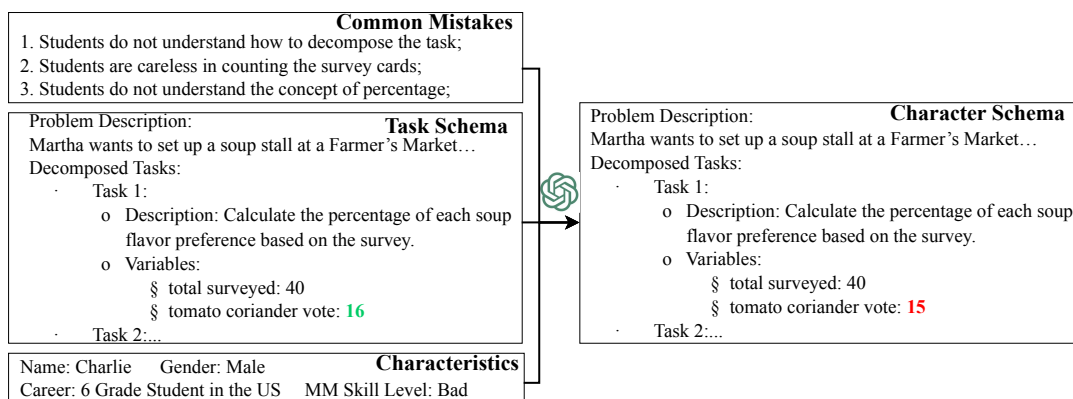 Common Mistakes
1. Students do not understand how to decompose the task;
2. Students are careless in counting the survey cards;
3. Students do not understand the concept of percentage;
Problem Description:
Task Schema
Martha wants to set up a soup stall at a Farmer's Market…
Decomposed Tasks:
· Task 1:
o Description: Calculate the percentage of each soup
flavor preference based on the survey.
o Variables:
§ total surveyed: 40
§ tomato coriander vote: 16
· Task 2:...
Characteristics
Name: Charlie Gender: Male
Career: 6 Grade Student in the US MM Skill Level: Bad
Character Schema
Problem Description:
Martha wants to set up a soup stall at a Farmer's Market…
Decomposed Tasks:
· Task 1:
o Description: Calculate the percentage of each soup
flavor preference based on the survey.
o Variables:
§ total surveyed: 40
§ tomato coriander vote: 15
· Task 2:...